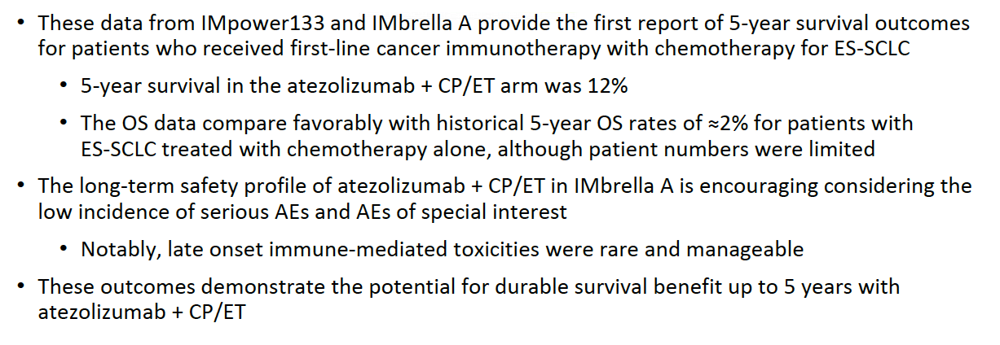 • These data from IMpower133 and IMbrella A provide the first report of 5-year survival outcomes
for patients who received first-line cancer immunotherapy with chemotherapy for ES-SCLC
• 5-year survival in the atezolizumab + CP/ET arm was 12%
• The OS data compare favorably with historical 5-year OS rates of ≈2% for patients with
ES-SCLC treated with chemotherapy alone, although patient numbers were limited
• The long-term safety profile of atezolizumab + CP/ET in IMbrella A is encouraging considering the
low incidence of serious AEs and AEs of special interest
• Notably, late onset immune-mediated toxicities were rare and manageable
• These outcomes demonstrate the potential for durable survival benefit up to 5 years with
atezolizumab + CP/ET